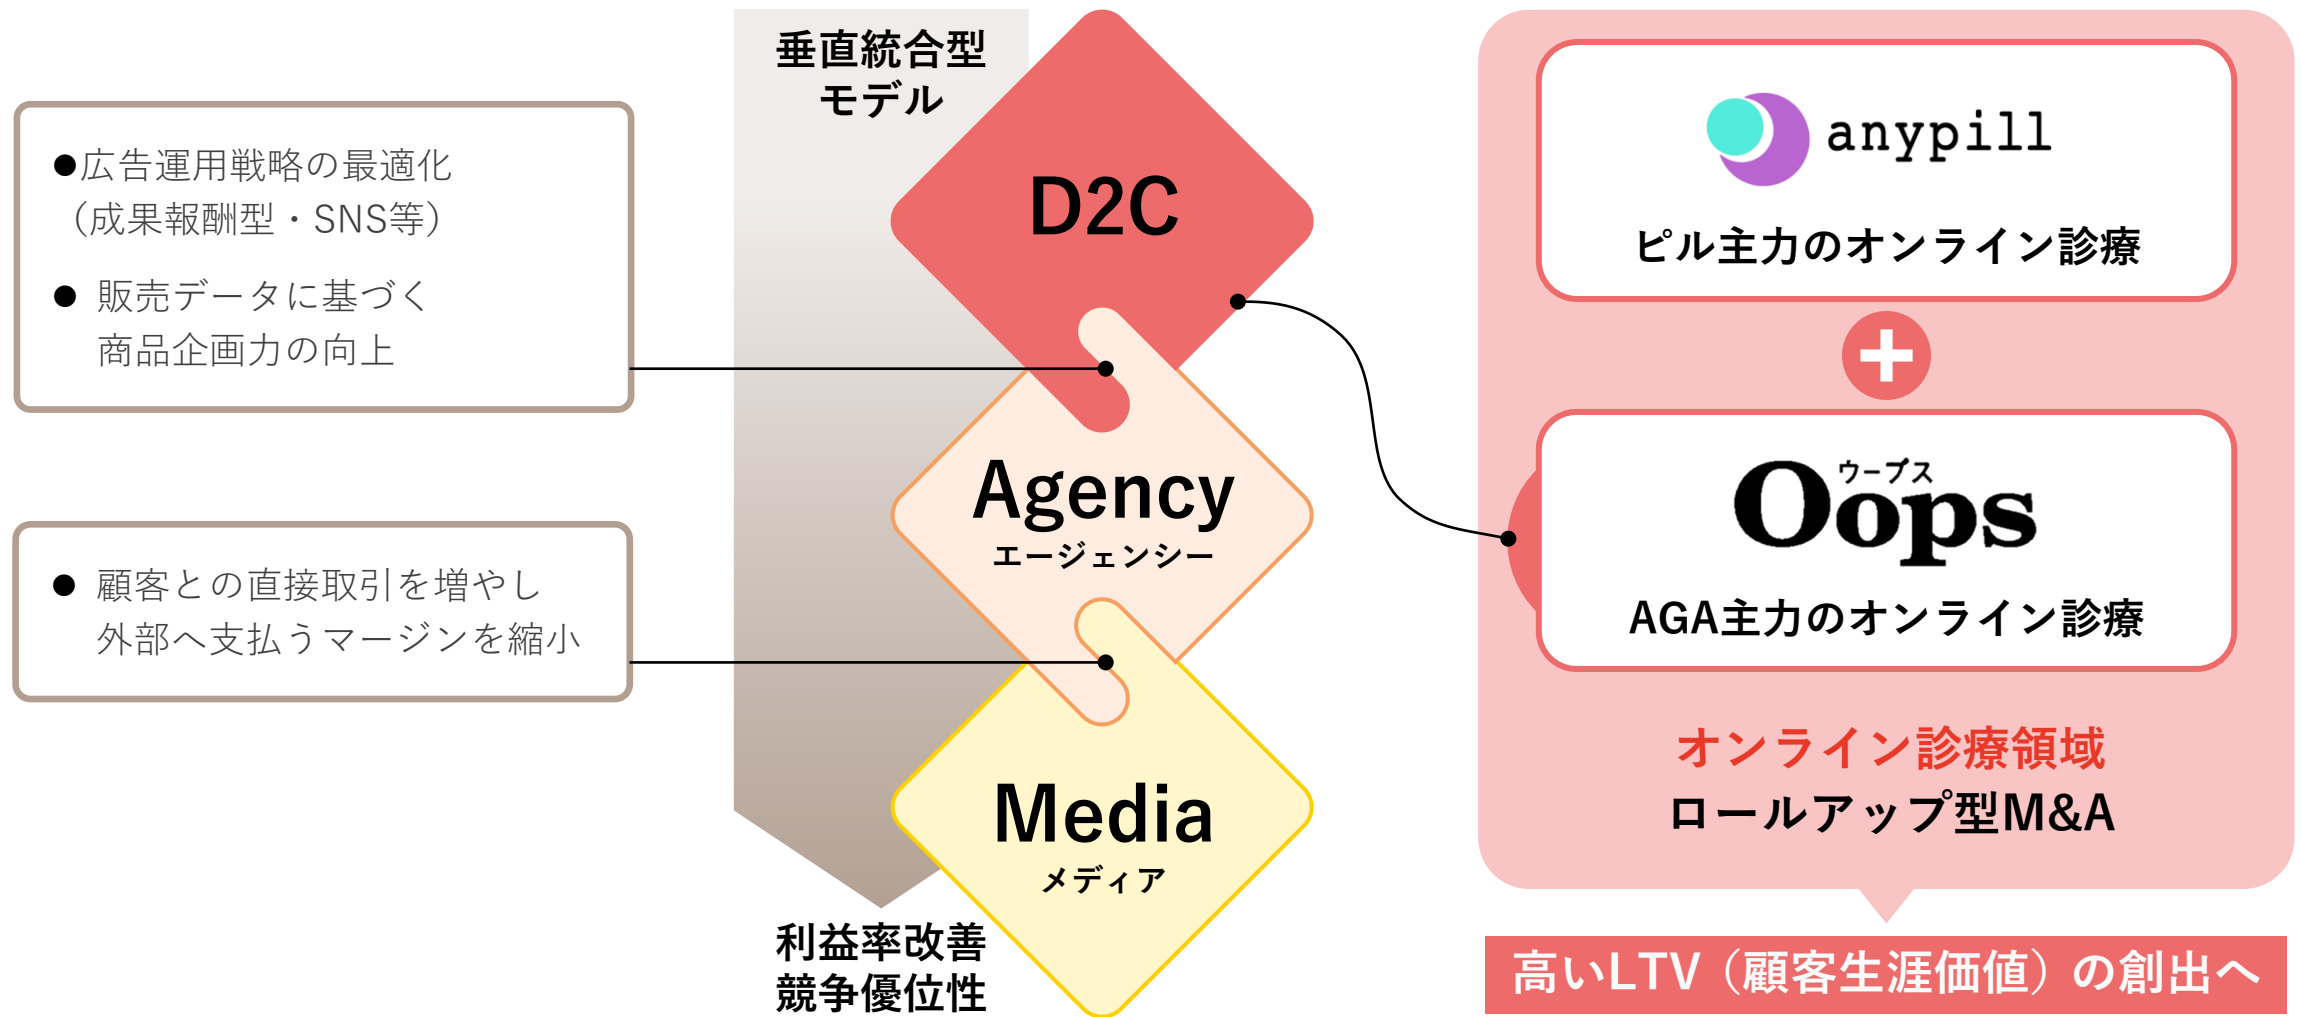 垂直統合型
モデル
●広告運用戦略の最適化
（成果報酬型・SNS等）
● 販売データに基づく
商品企画力の向上
● 顧客との直接取引を増やし
外部へ支払うマージンを縮小
D2C
Agency
エージェンシー
Media
メディア
利益率改善
競争優位性
anypill
ピル主力のオンライン診療
+
ウープス
Oops
AGA主力のオンライン診療
オンライン診療領域
ロールアップ型M&A
高いLTV（顧客生涯価値）の創出へ